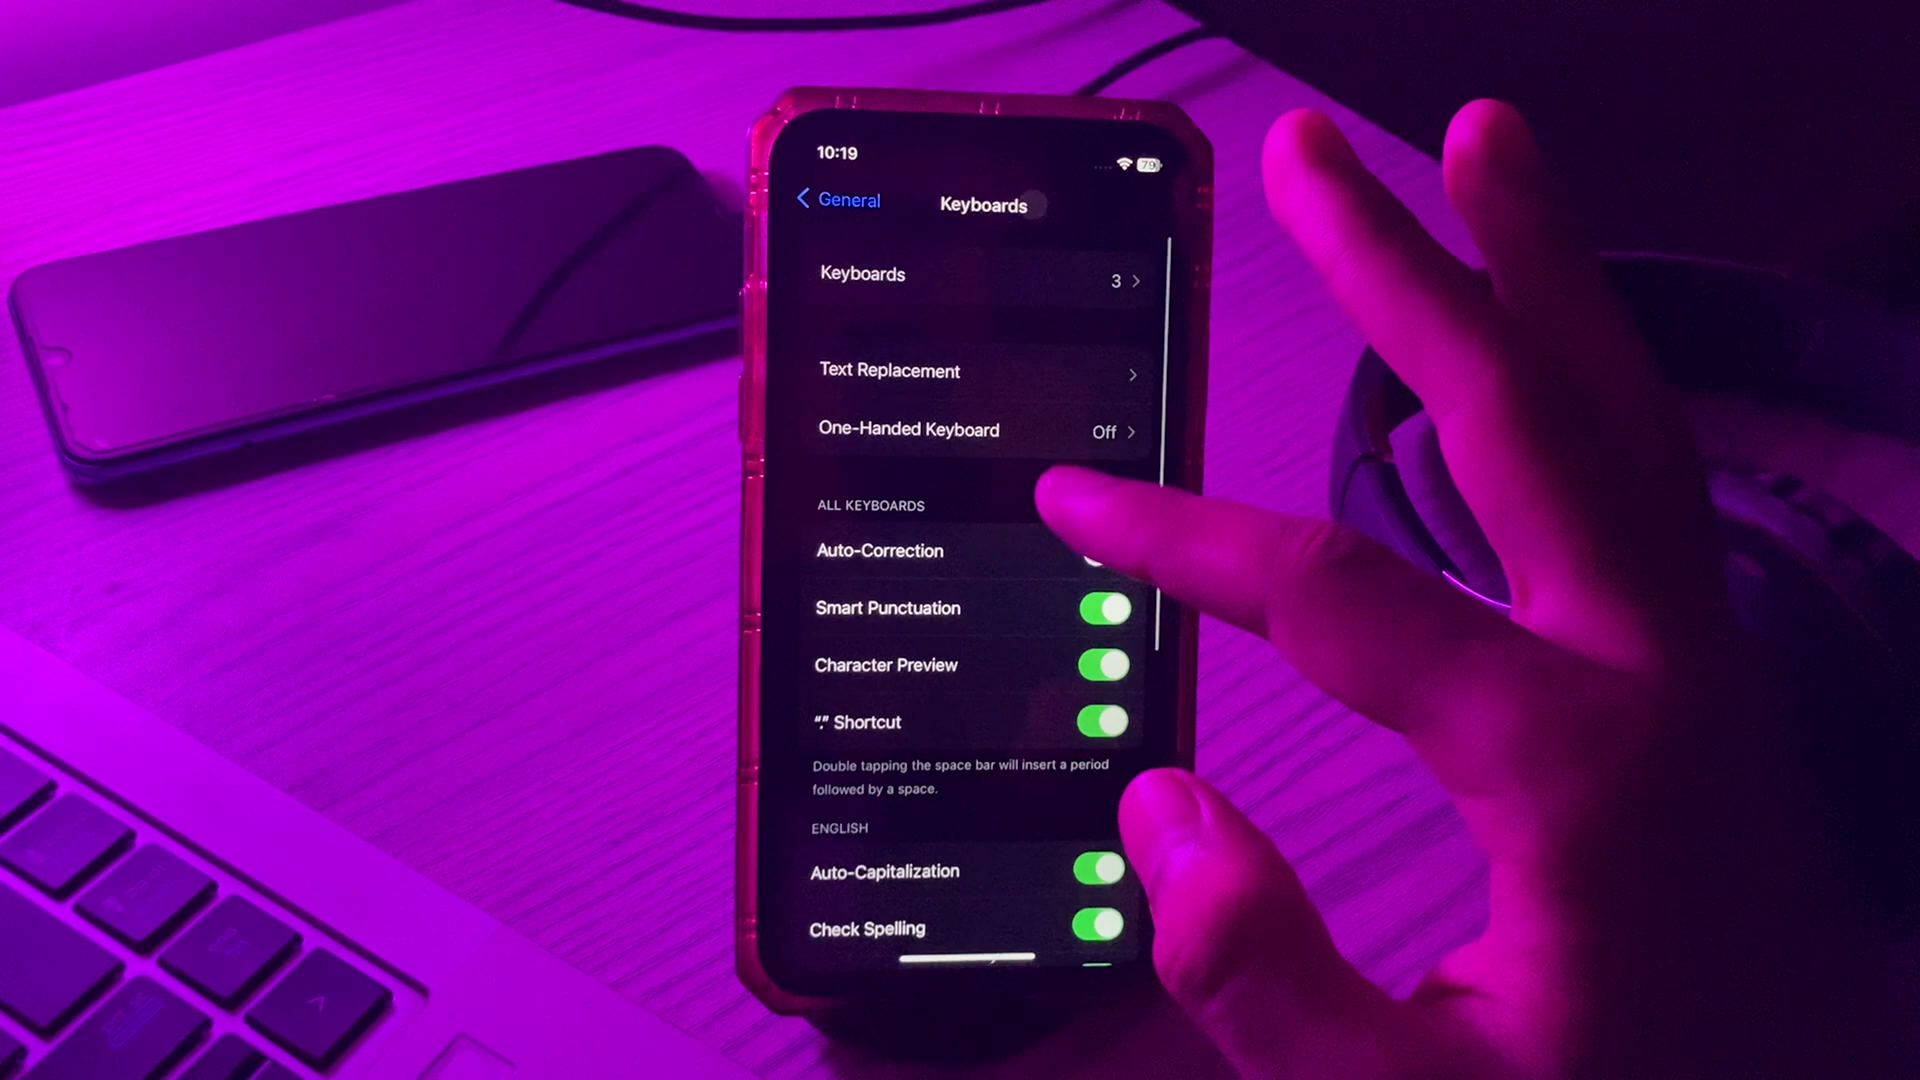 10:19
79
General
Keyboards
Keyboards 3
Text Replacement
One-Handed Keyboard Off
ALL KEYBOARDS
Auto-Correction
Smart Punctuation
Character Preview
“.” Shortcut
Double tapping the space bar will insert a period
followed by a space.
ENGLISH
Auto-Capitalization
Check Spelling